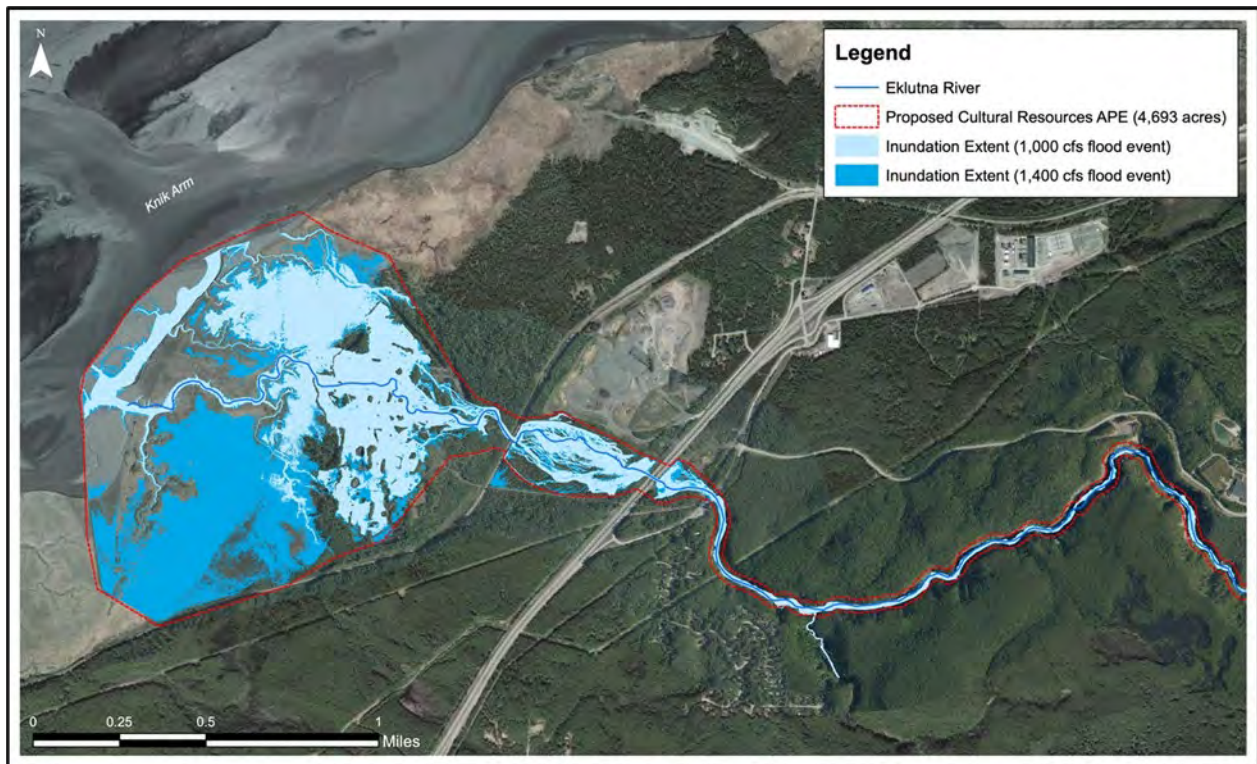 N
Legend
Eklutna River
Proposed Cultural Resources APE (4,693 acres)
Inundation Extent (1,000 cfs flood event)
Inundation Extent (1,400 cfs flood event)
Knik Arm
0 0.25 0.5 1
Miles